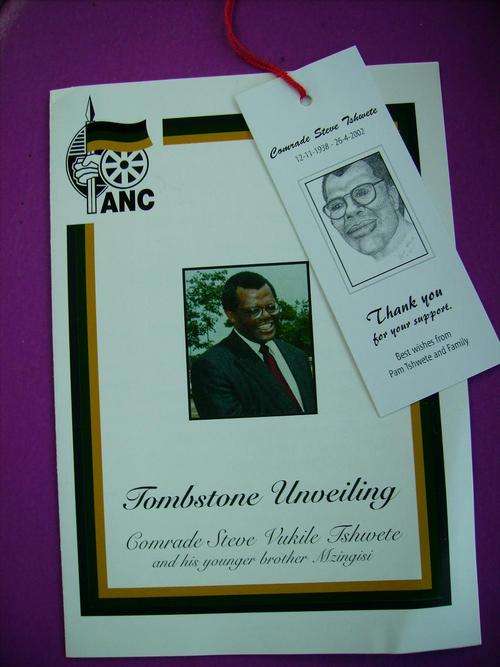 Comrade Steve Tshwete
12-11-1938 - 26-4-2002
Thank you
for your support.
Best wishes from
Pam Tshwete and Family
ANC
Tombstone Unveiling
Comrade Steve Vukile Tshwete
and his younger brother Mzingisi